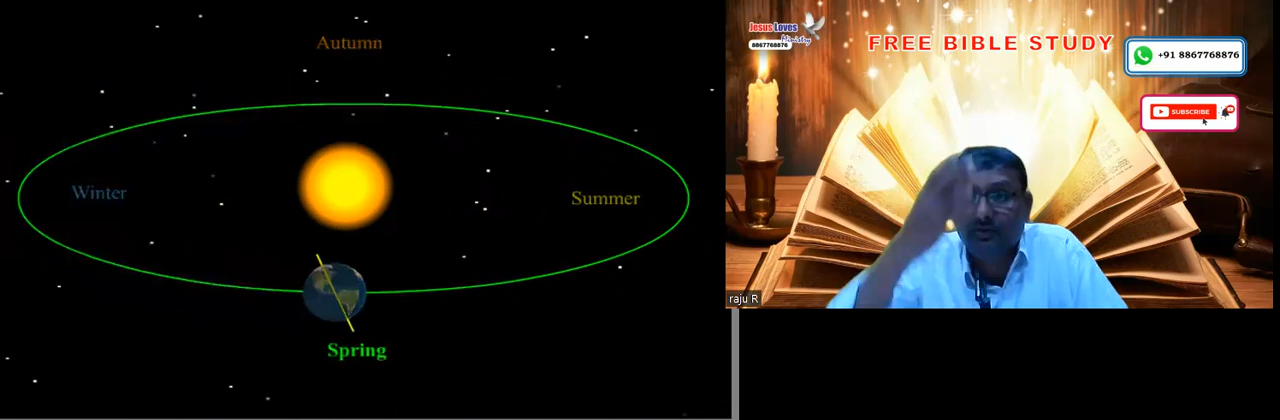 Autumn
Winter
Summer
Spring
Jesus Loves
Ministry
8867768876
FREE BIBLE STUDY
+91 8867768876
SUBSCRIBE
raju R